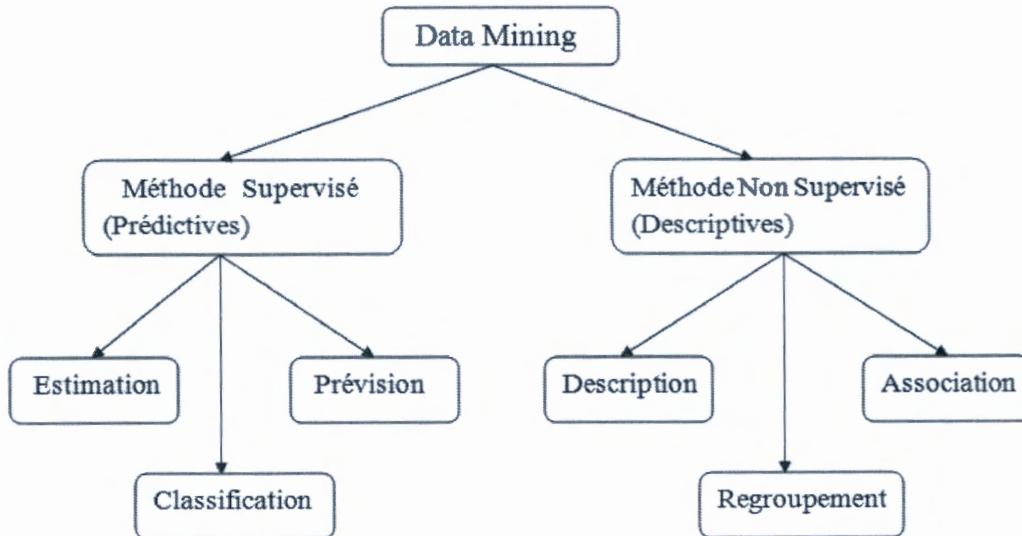 Data Mining
Méthode Supervisé
(Prédictives)
Méthode Non Supervisé
(Descriptives)
Estimation
Prévision
Description
Association
Classification
Regroupement